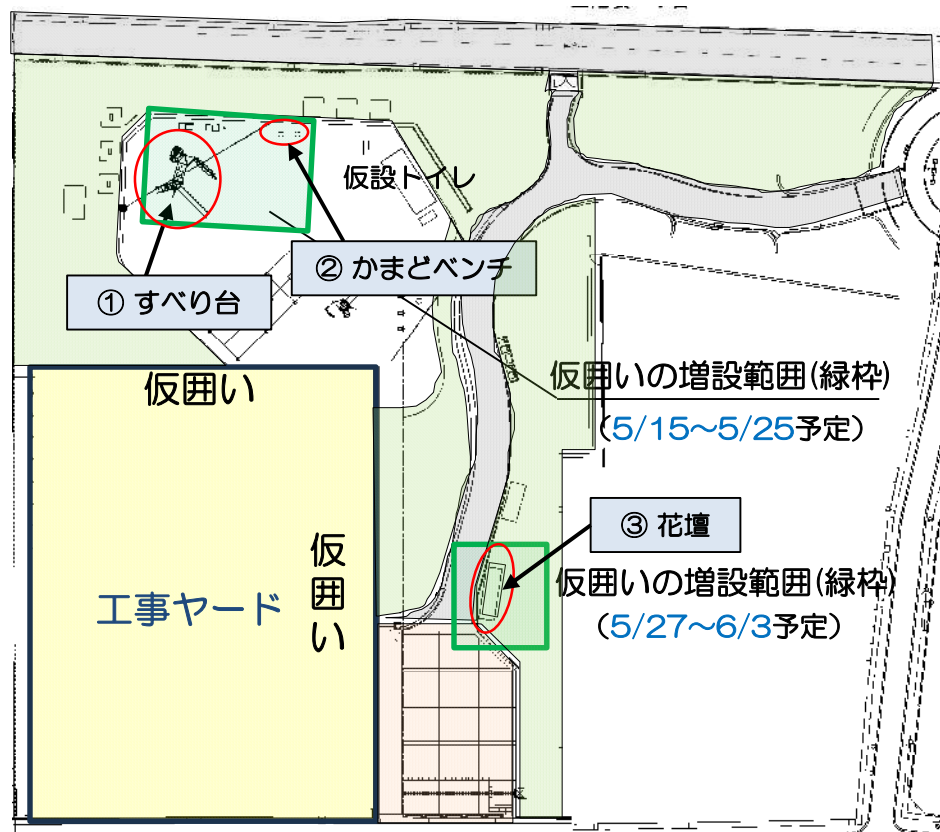 仮設トイレ
② かまどベンチ
① すべり台
仮囲い
仮囲いの増設範囲(緑枠)
(5/15～5/25予定)
③ 花壇
仮囲い
工事ヤード
仮囲いの増設範囲(緑枠)
(5/27～6/3予定)